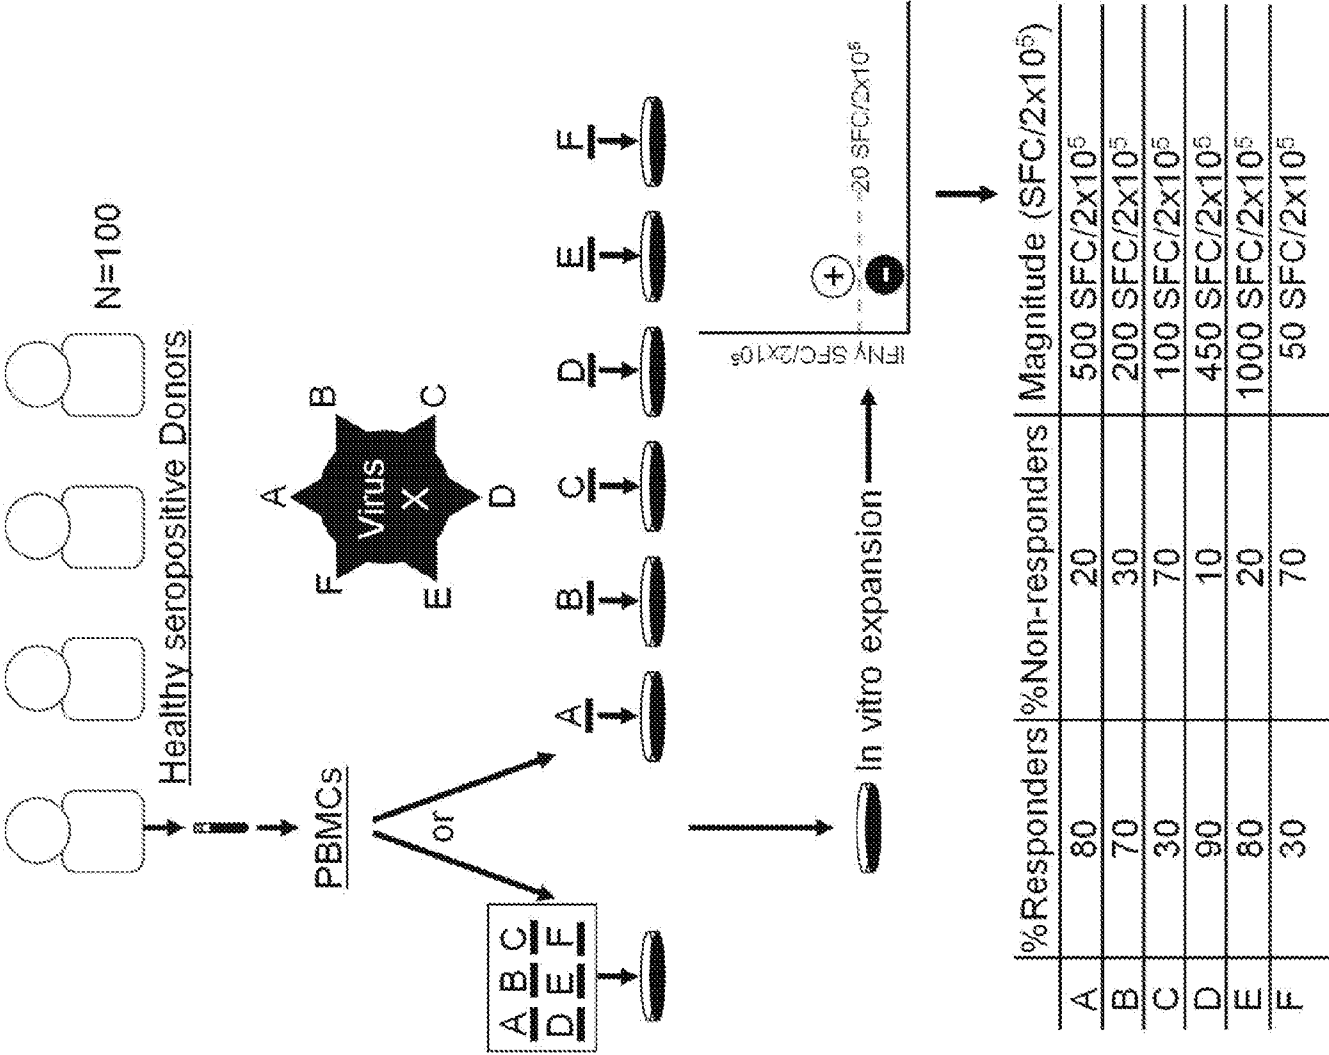 N=100
Healthy seropositive Donors
PBMCs
or
A
B
C
D
E
F
Virus
X
A B C
D E F
A B C D E F
In vitro expansion
IFNγ SFC/2x10⁵
+
-
20 SFC/2x10⁵
%Responders %Non-responders Magnitude (SFC/2x10⁵)
A 80 20 500 SFC/2x10⁵
B 70 30 200 SFC/2x10⁵
C 30 70 100 SFC/2x10⁵
D 90 10 450 SFC/2x10⁵
E 80 20 1000 SFC/2x10⁵
F 30 70 50 SFC/2x10⁵